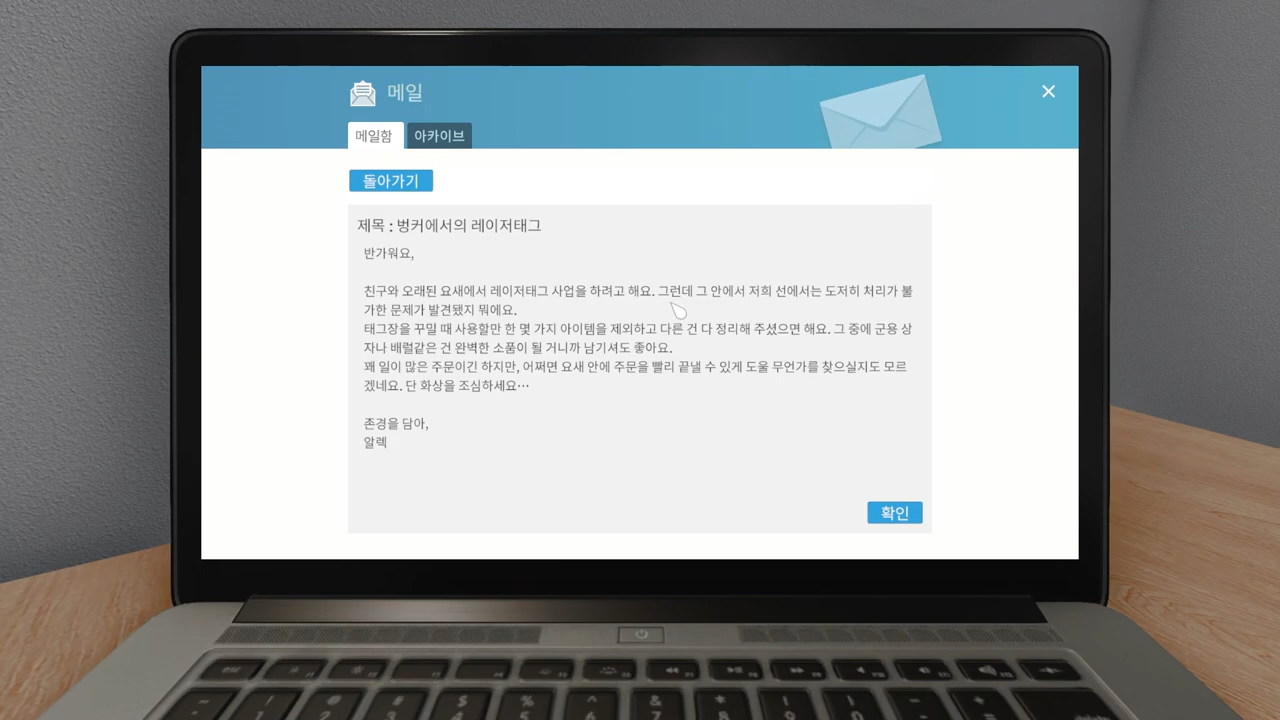 메일
메일함 아카이브
돌아가기
제목 : 벙커에서의 레이저태그
반가워요,
친구와 오래된 요새에서 레이저태그 사업을 하려고 해요. 그런데 그 안에서 저희 선에서는 도저히 처리가 불
가한 문제가 발견됐지 뭐에요.
태그장을 꾸밀 때 사용할만 한 몇 가지 아이템을 제외하고 다른 건 다 정리해 주셨으면 해요. 그 중에 군용 상
자나 배럴같은 건 완벽한 소품이 될 거니까 남기셔도 좋아요.
꽤 일이 많은 주문이긴 하지만, 어쩌면 요새 안에 주문을 빨리 끝낼 수 있게 도울 무언가를 찾으실지도 모르
겠네요. 단 화상을 조심하세요…
존경을 담아,
알렉
확인